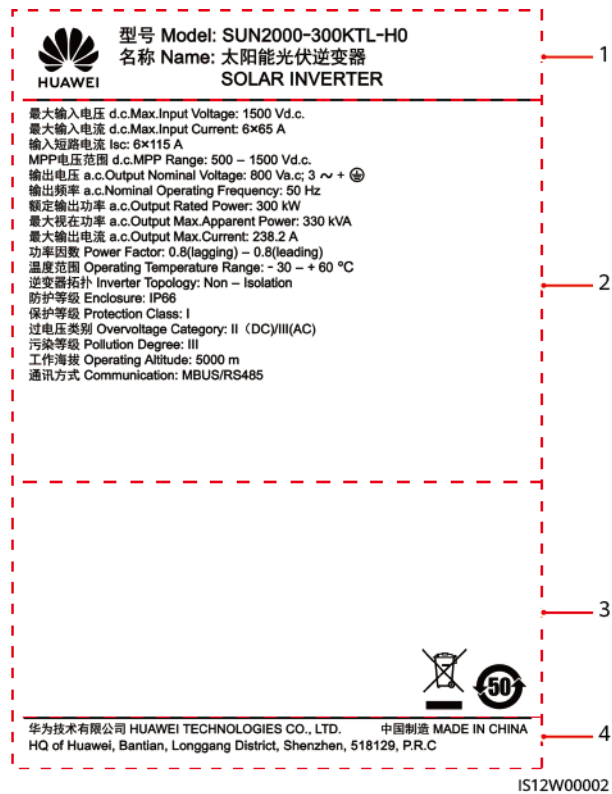 HUAWEI
型号 Model: SUN2000-300KTL-H0
名称 Name: 太阳能光伏逆变器
SOLAR INVERTER
1
最大输入电压 d.c.Max.Input Voltage: 1500 Vd.c.
最大输入电流 d.c.Max.Input Current: 6×65 A
输入短路电流 Isc: 6×115 A
MPP电压范围 d.c.MPP Range: 500 – 1500 Vd.c.
输出电压 a.c.Output Nominal Voltage: 800 Va.c; 3 ~ + ⏚
输出频率 a.c.Nominal Operating Frequency: 50 Hz
额定输出功率 a.c.Output Rated Power: 300 kW
最大视在功率 a.c.Output Max.Apparent Power: 330 kVA
最大输出电流 a.c.Output Max.Current: 238.2 A
功率因数 Power Factor: 0.8(lagging) – 0.8(leading)
温度范围 Operating Temperature Range: - 30 – + 60 ℃
逆变器拓扑 Inverter Topology: Non – Isolation
防护等级 Enclosure: IP66
保护等级 Protection Class: I
过电压类别 Overvoltage Category: II（DC)/III(AC)
污染等级 Pollution Degree: III
工作海拔 Operating Altitude: 5000 m
通讯方式 Communication: MBUS/RS485
2
3
50
华为技术有限公司 HUAWEI TECHNOLOGIES CO., LTD. 中国制造 MADE IN CHINA
HQ of Huawei, Bantian, Longgang District, Shenzhen, 518129, P.R.C
4
IS12W00002